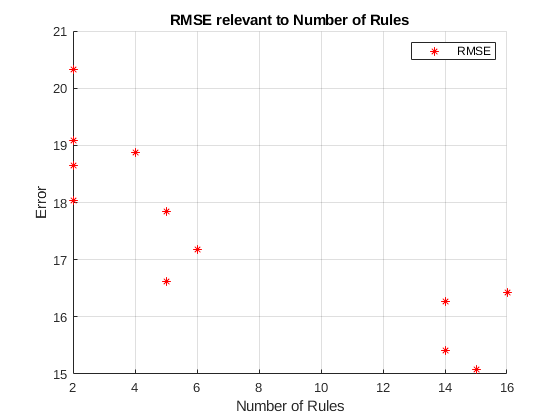 RMSE relevant to Number of Rules
RMSE
21
20
19
18
17
16
15
Error
2 4 6 8 10 12 14 16
Number of Rules